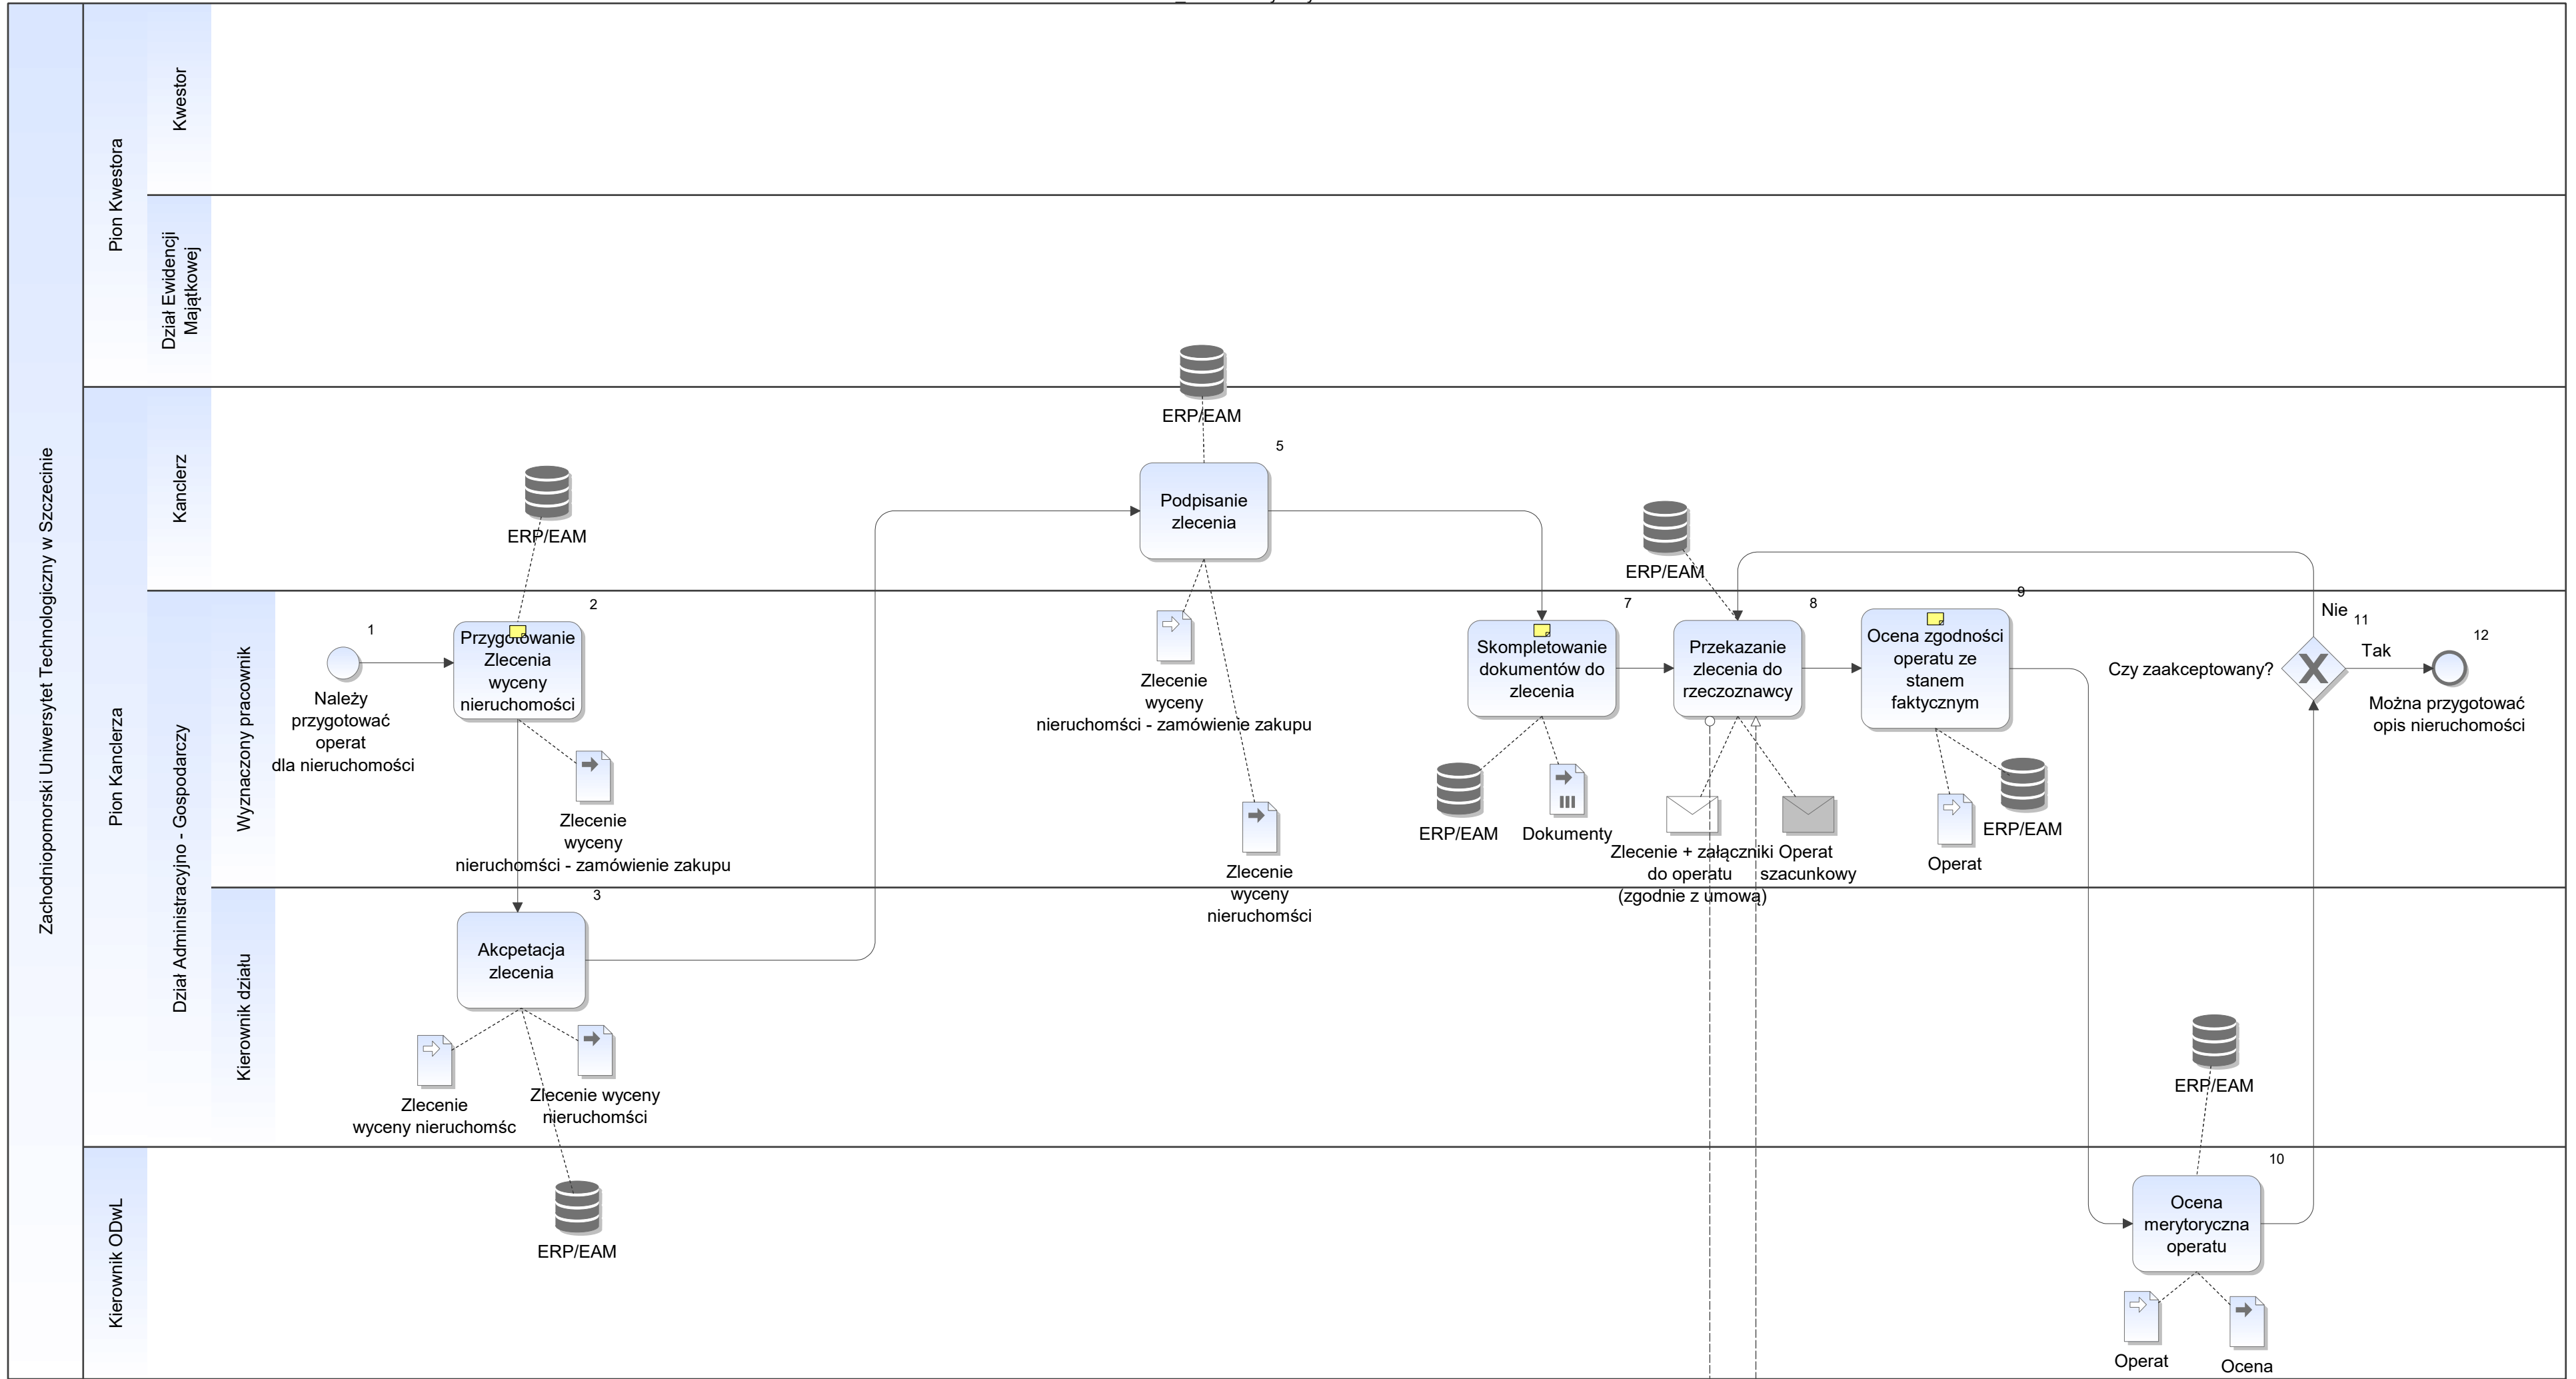 Zachodniopomorski Uniwersytet Technologiczny w Szczecinie
Pion Kwestora
Kwestor
Dział Ewidencji
Majątkowej
Pion Kanclerza
Kanclerz
ERP/EAM
5
Podpisanie
zlecenia
ERP/EAM
ERP/EAM
Dział Administracyjno - Gospodarczy
Wyznaczony pracownik
1
Należy
przygotować
operat
dla nieruchomości
2
Przygotowanie
Zlecenia
wyceny
nieruchomości
Zlecenie
wyceny
nieruchomści - zamówienie zakupu
Zlecenie
wyceny
nieruchomści - zamówienie zakupu
Zlecenie
wyceny
nieruchomści
7
Skompletowanie
dokumentów do
zlecenia
ERP/EAM
Dokumenty
8
Przekazanie
zlecenia do
rzeczoznawcy
Zlecenie + załączniki
do operatu
(zgodnie z umową)
Operat
szacunkowy
9
Ocena zgodności
operatu ze
stanem
faktycznym
Operat
ERP/EAM
Czy zaakceptowany?
Nie
11
Tak
12
Można przygotować
opis nieruchomości
Kierownik działu
3
Akcpetacja
zlecenia
Zlecenie
wyceny nieruchomśc
Zlecenie wyceny
nieruchomści
ERP/EAM
Kierownik ODwL
ERP/EAM
10
Ocena
merytoryczna
operatu
Operat
Ocena